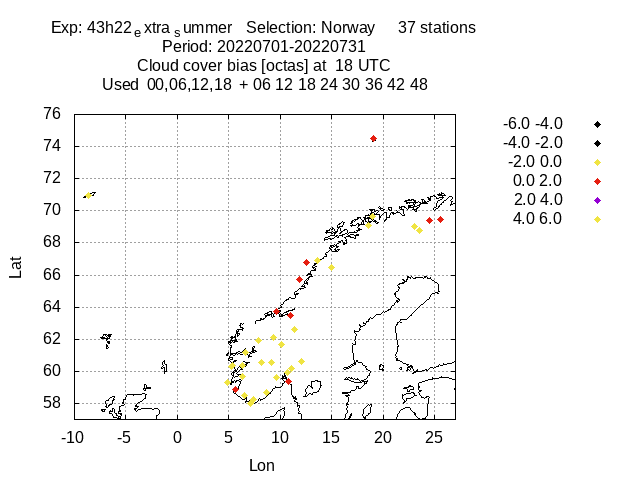 Exp: 43h22_extra_summer Selection: Norway 37 stations
Period: 20220701-20220731
Cloud cover bias [octas] at 18 UTC
Used 00,06,12,18 + 06 12 18 24 30 36 42 48
-6.0 -4.0
-4.0 -2.0
-2.0 0.0
0.0 2.0
2.0 4.0
4.0 6.0
Lat
76
74
72
70
68
66
64
62
60
58
-10 -5 0 5 10 15 20 25
Lon